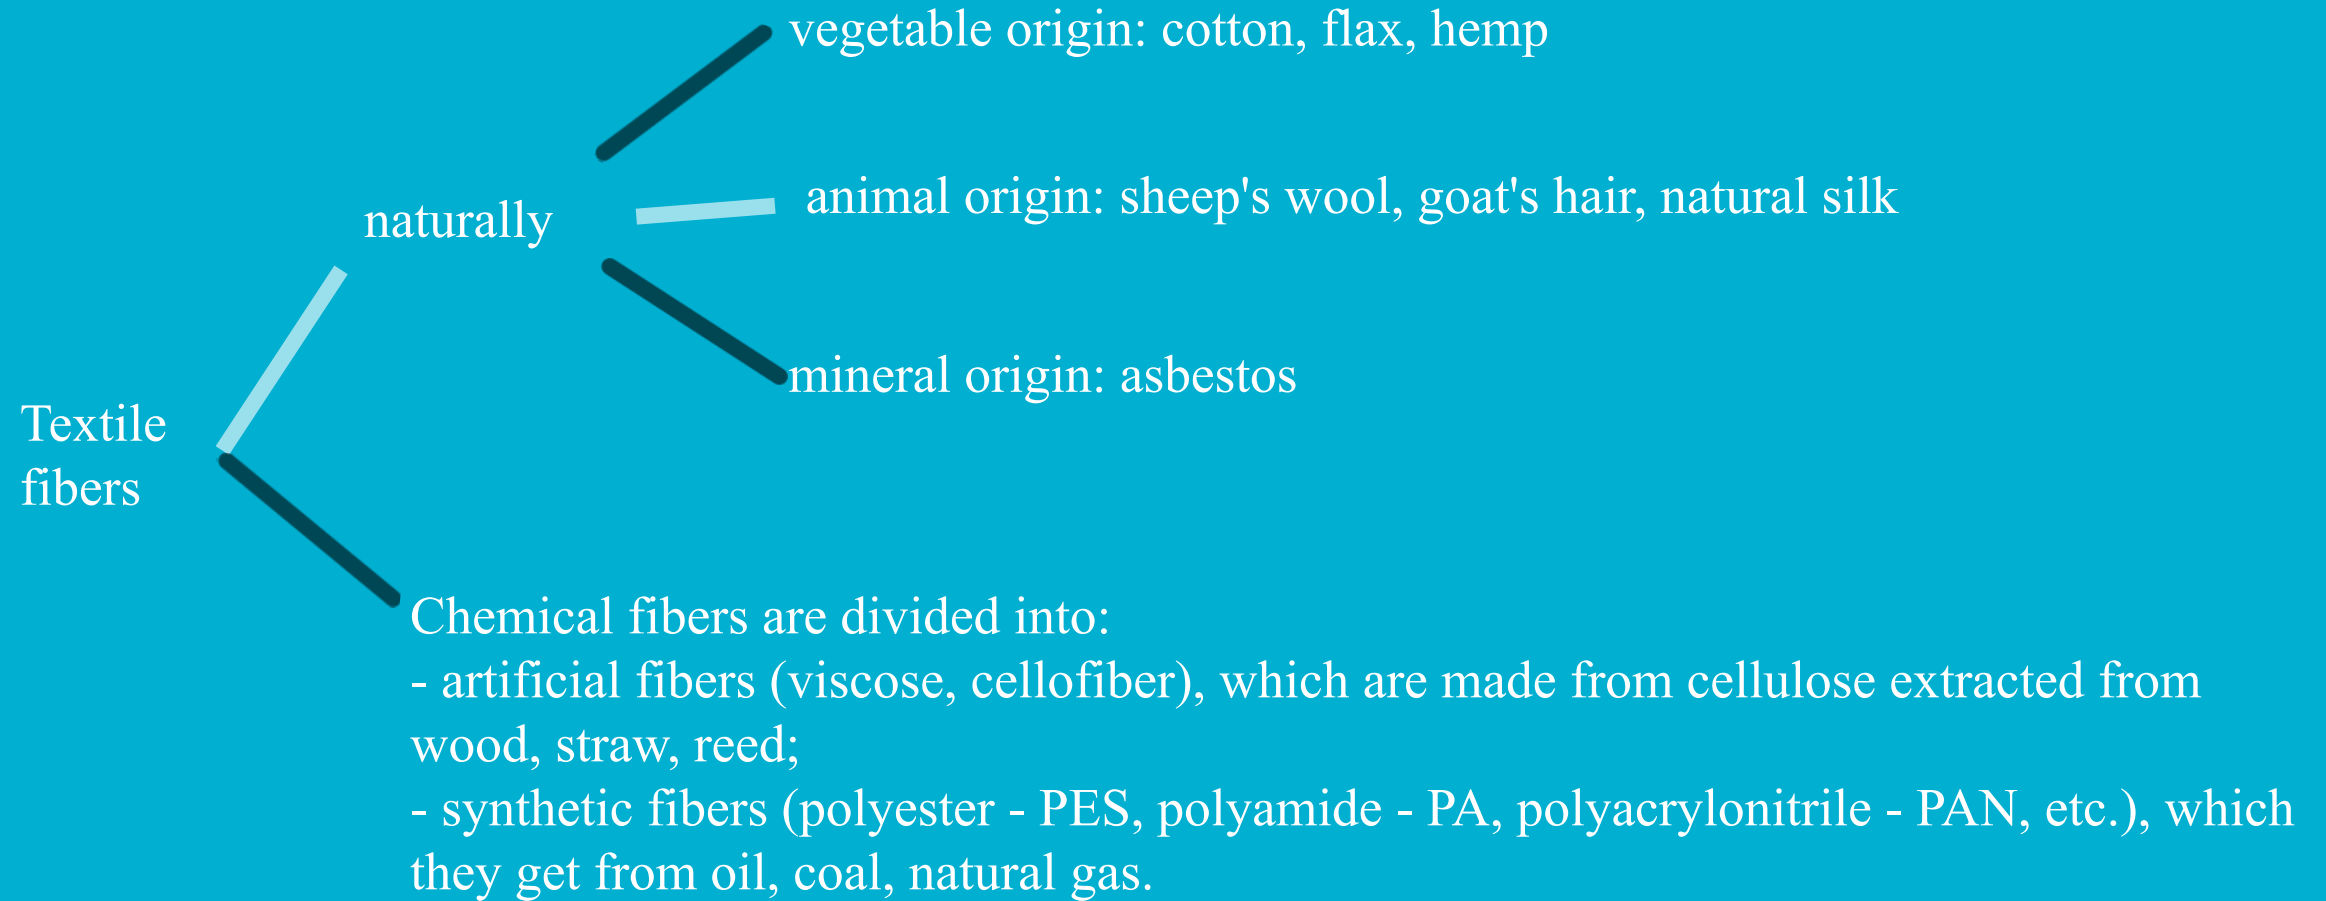 vegetable origin: cotton, flax, hemp
animal origin: sheep's wool, goat's hair, natural silk
naturally
mineral origin: asbestos
Textile
fibers
Chemical fibers are divided into:
- artificial fibers (viscose, cellofiber), which are made from cellulose extracted from
wood, straw, reed;
- synthetic fibers (polyester - PES, polyamide - PA, polyacrylonitrile - PAN, etc.), which
they get from oil, coal, natural gas.